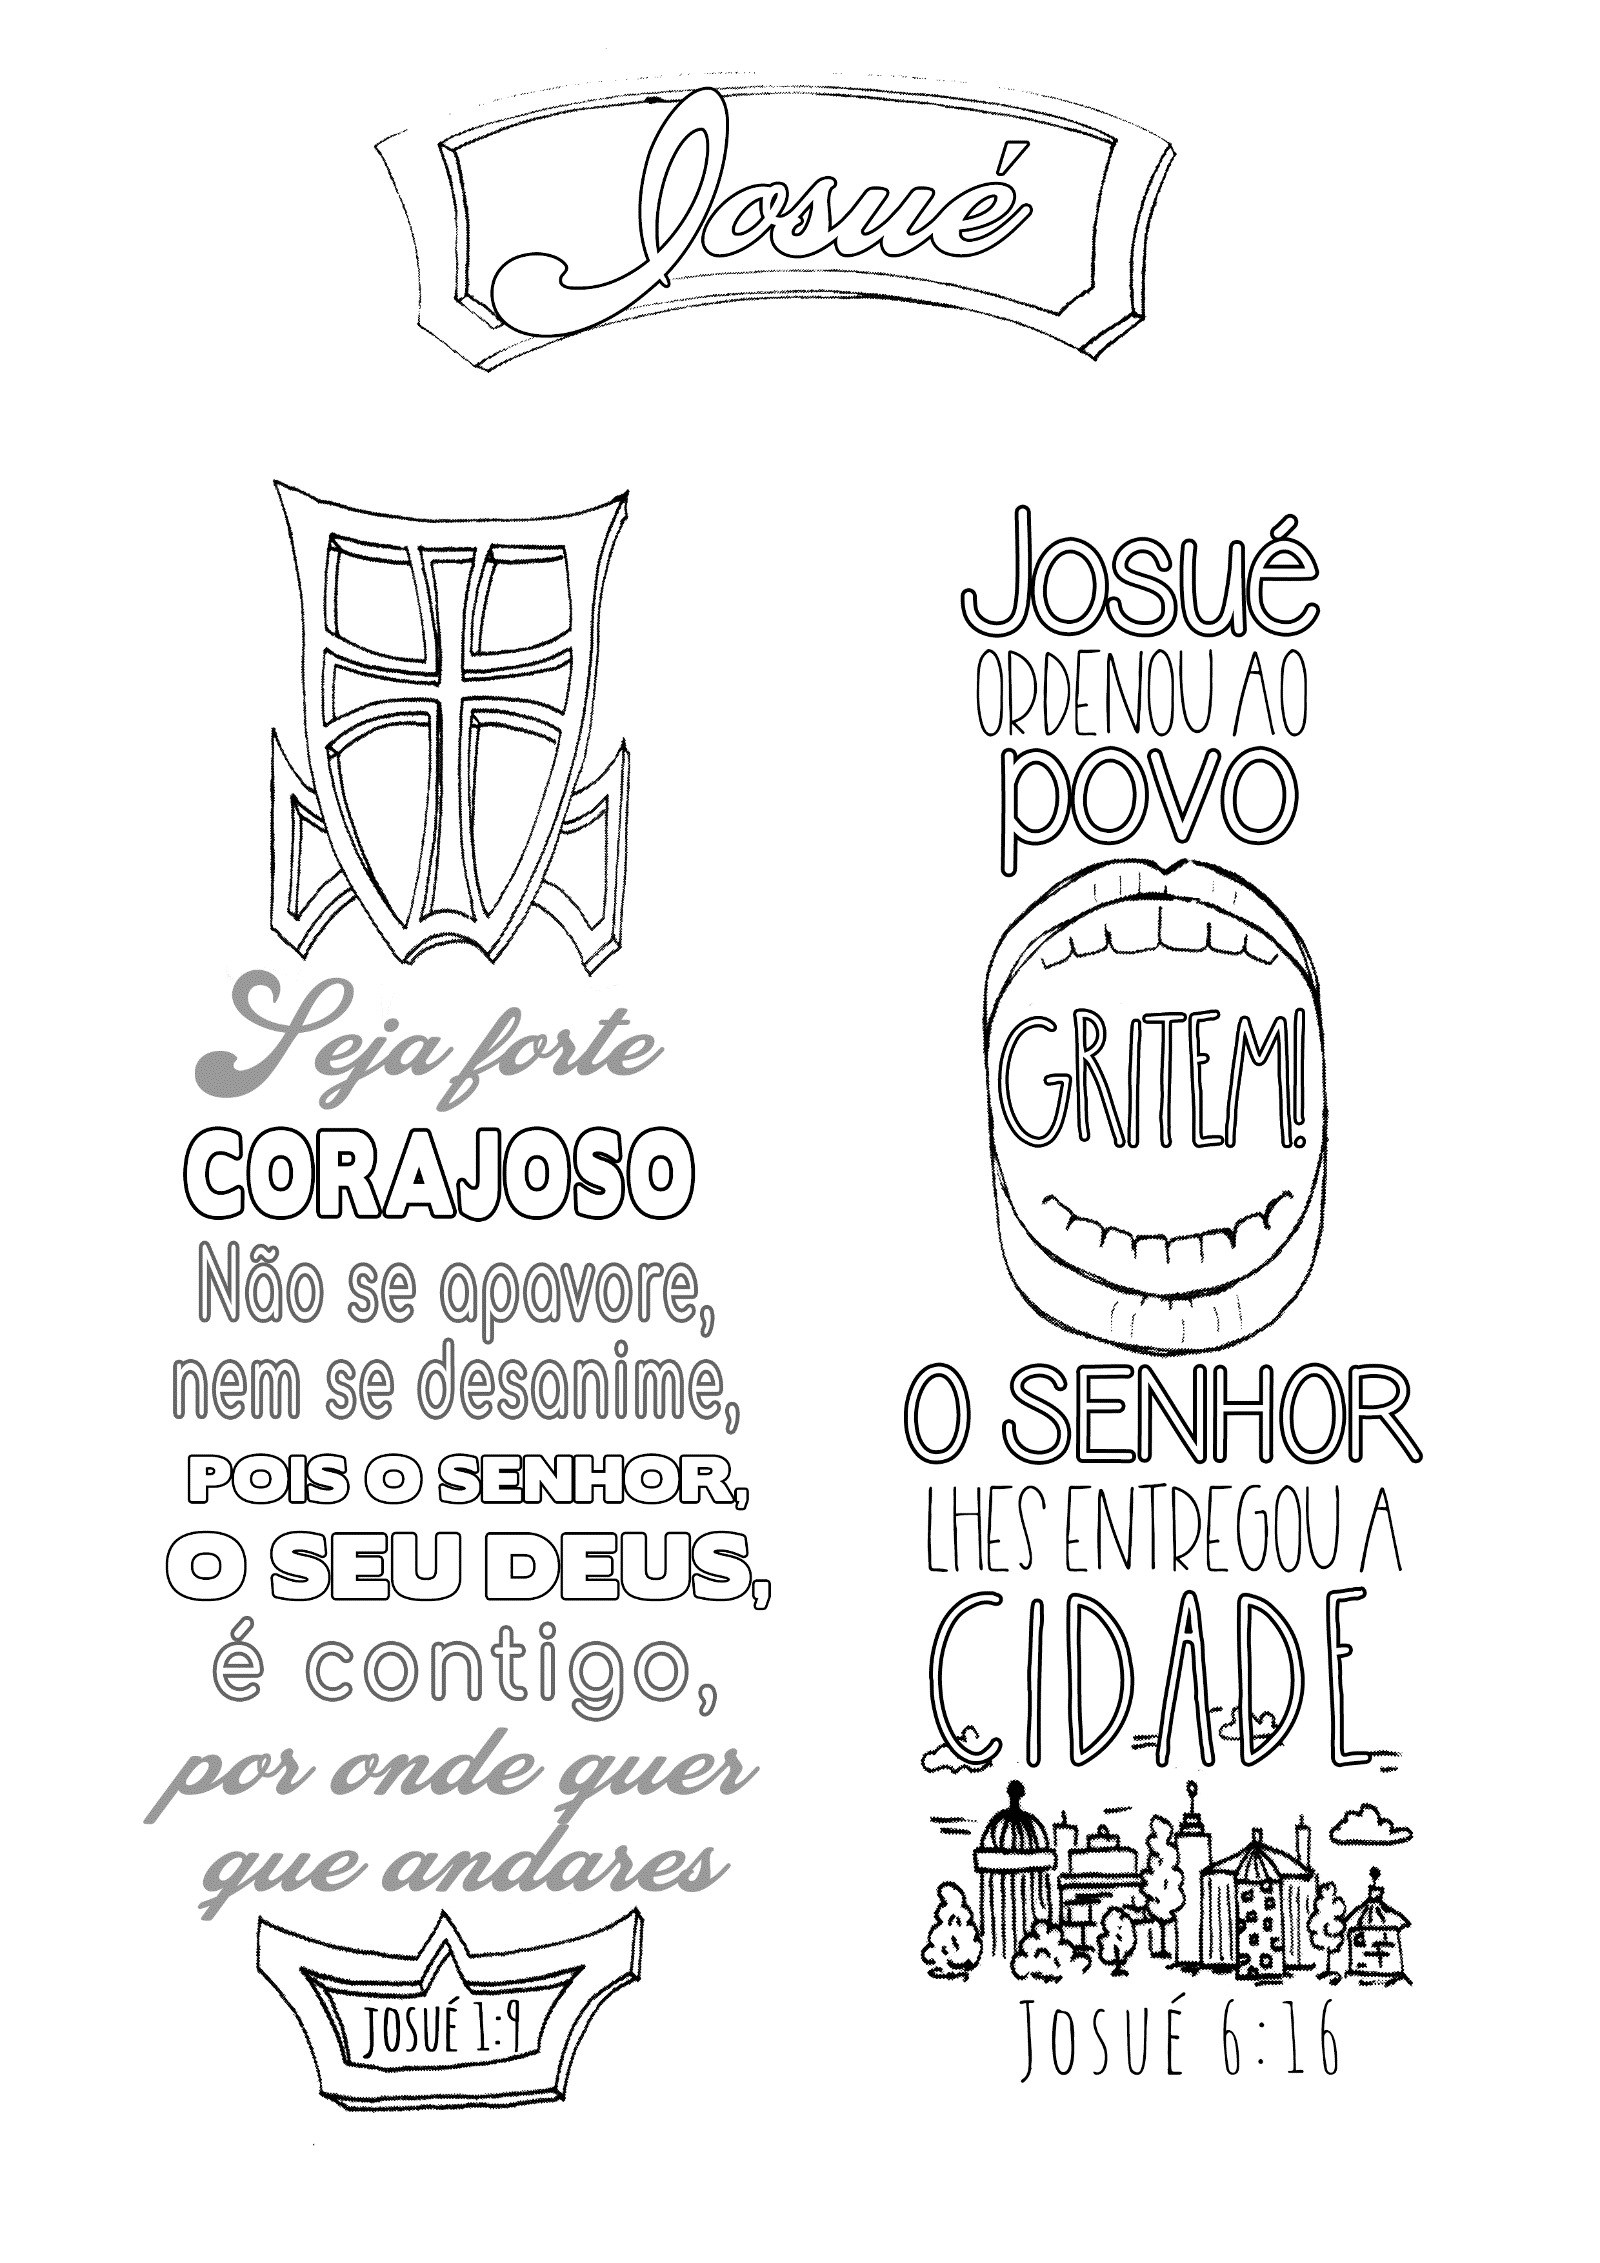 Josué
Seja forte
CORAJOSO
Não se apavore,
nem se desanime,
POIS O SENHOR,
O SEU DEUS,
é contigo,
por onde quer
que andares
JOSUÉ 1:9
Josué
ORDENOU AO
povo
GRITEM!
O SENHOR
LHES ENTREGOU A
CIDADE
JOSUÉ 6:16